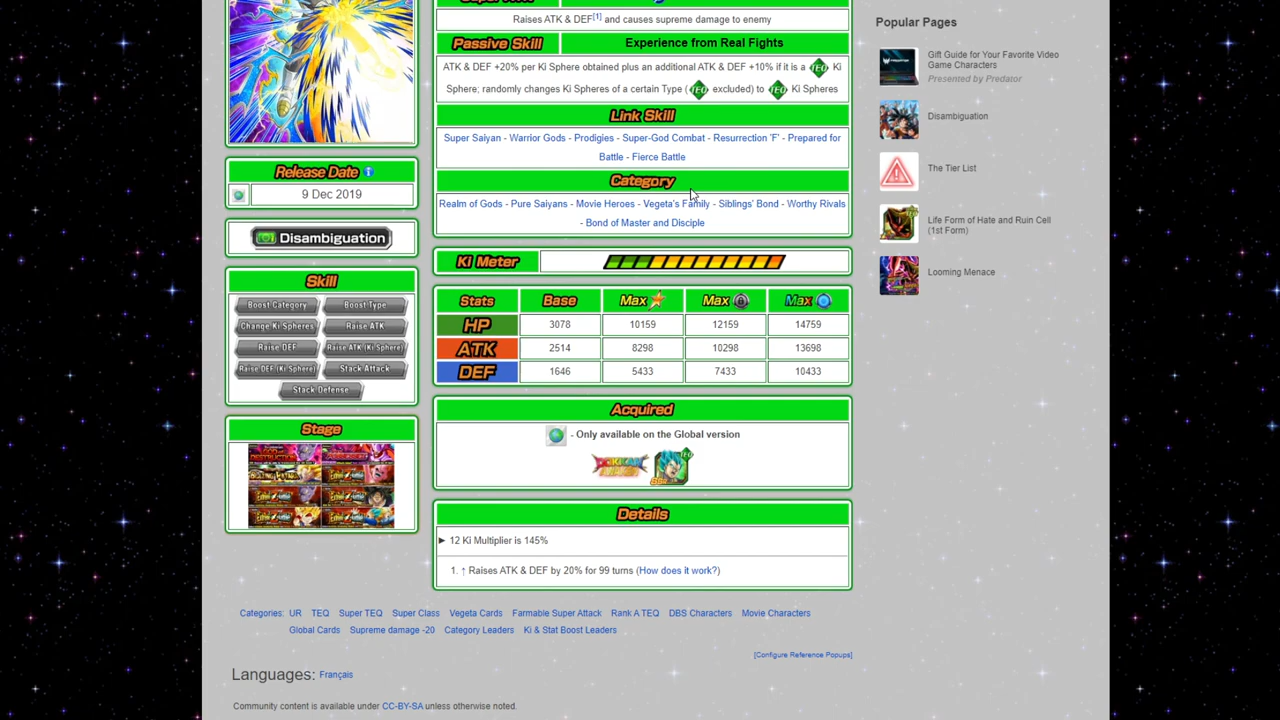 Raises ATK & DEF[1] and causes supreme damage to enemy
Passive Skill
Experience from Real Fights
ATK & DEF +20% per Ki Sphere obtained plus an additional ATK & DEF +10% if it is a TEQ Ki
Sphere; randomly changes Ki Spheres of a certain Type (TEQ excluded) to TEQ Ki Spheres
Link Skill
Super Saiyan - Warrior Gods - Prodigies - Super-God Combat - Resurrection 'F' - Prepared for
Battle - Fierce Battle
Category
Realm of Gods - Pure Saiyans - Movie Heroes - Vegeta's Family - Siblings' Bond - Worthy Rivals
- Bond of Master and Disciple
Ki Meter
Stats Base Max Max Max
HP 3078 10159 12159 14759
ATK 2514 8298 10298 13698
DEF 1646 5433 7433 10433
Acquired
- Only available on the Global version
DOKKAN
SSR TEQ
Details
► 12 Ki Multiplier is 145%
1. ↑ Raises ATK & DEF by 20% for 99 turns (How does it work?)
Release Date
9 Dec 2019
Disambiguation
Skill
Boost Category Boost Type
Change Ki Spheres Raise ATK
Raise DEF Raise ATK (Ki Sphere)
Raise DEF (Ki Sphere) Stack Attack
Stack Defense
Stage
Categories: UR TEQ Super TEQ Super Class Vegeta Cards Farmable Super Attack Rank A TEQ DBS Characters Movie Characters
Global Cards Supreme damage -20 Category Leaders Ki & Stat Boost Leaders
[Configure Reference Popups]
Languages: Français
Community content is available under CC-BY-SA unless otherwise noted.
Popular Pages
PREDATOR
Gift Guide for Your Favorite Video
Game Characters
Presented by Predator
Disambiguation
The Tier List
Life Form of Hate and Ruin Cell
(1st Form)
Looming Menace